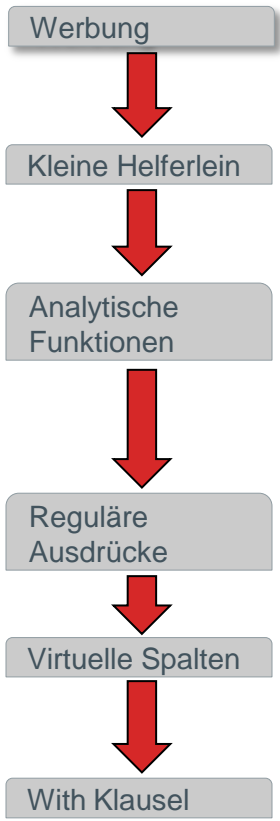 Werbung
Kleine Helferlein
Analytische
Funktionen
Reguläre
Ausdrücke
Virtuelle Spalten
With Klausel